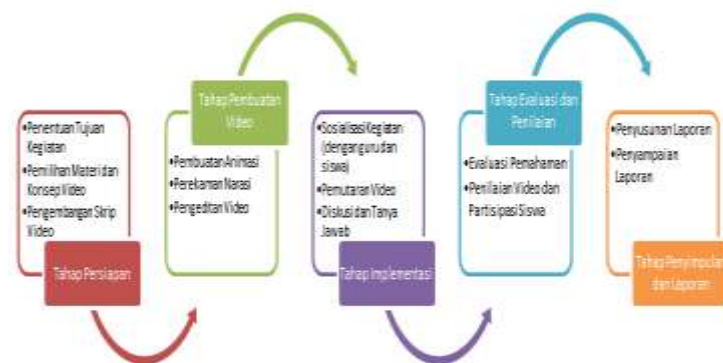 •Penentuan Tujuan
Kegiatan
•Pemilihan Materi dan
Konsep Video
•Pengembangan Skrip
Video
Tahap Persiapan
Tahap Pembuatan
Video
•Pembuatan Animasi
•Perekaman Narasi
•Pengeditan Video
•Sosialisasi Kegiatan
(dengan guru dan
siswa)
•Pemutaran Video
•Diskusi dan Tanya
Jawab
Tahap Implementasi
Tahap Evaluasi dan
Penilaian
•Evaluasi Pemahaman
•Penilaian Video dan
Partisipasi Siswa
•Penyusunan Laporan
•Penyampaian
Laporan
Tahap Penyimpulan
dan Laporan